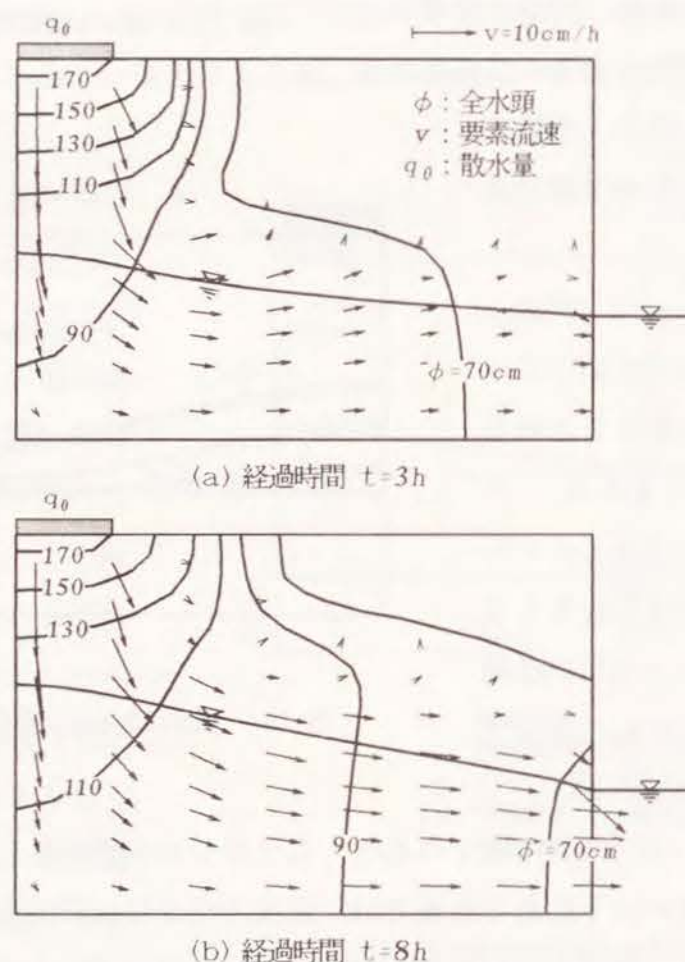 q₀
v=10cm/h
170
150
130
110
90
φ：全水頭
v：要素流速
q₀：散水量
φ=70cm
(a) 経過時間 t=3h
q₀
170
150
130
110
90
φ=70cm
(b) 経過時間 t=8h